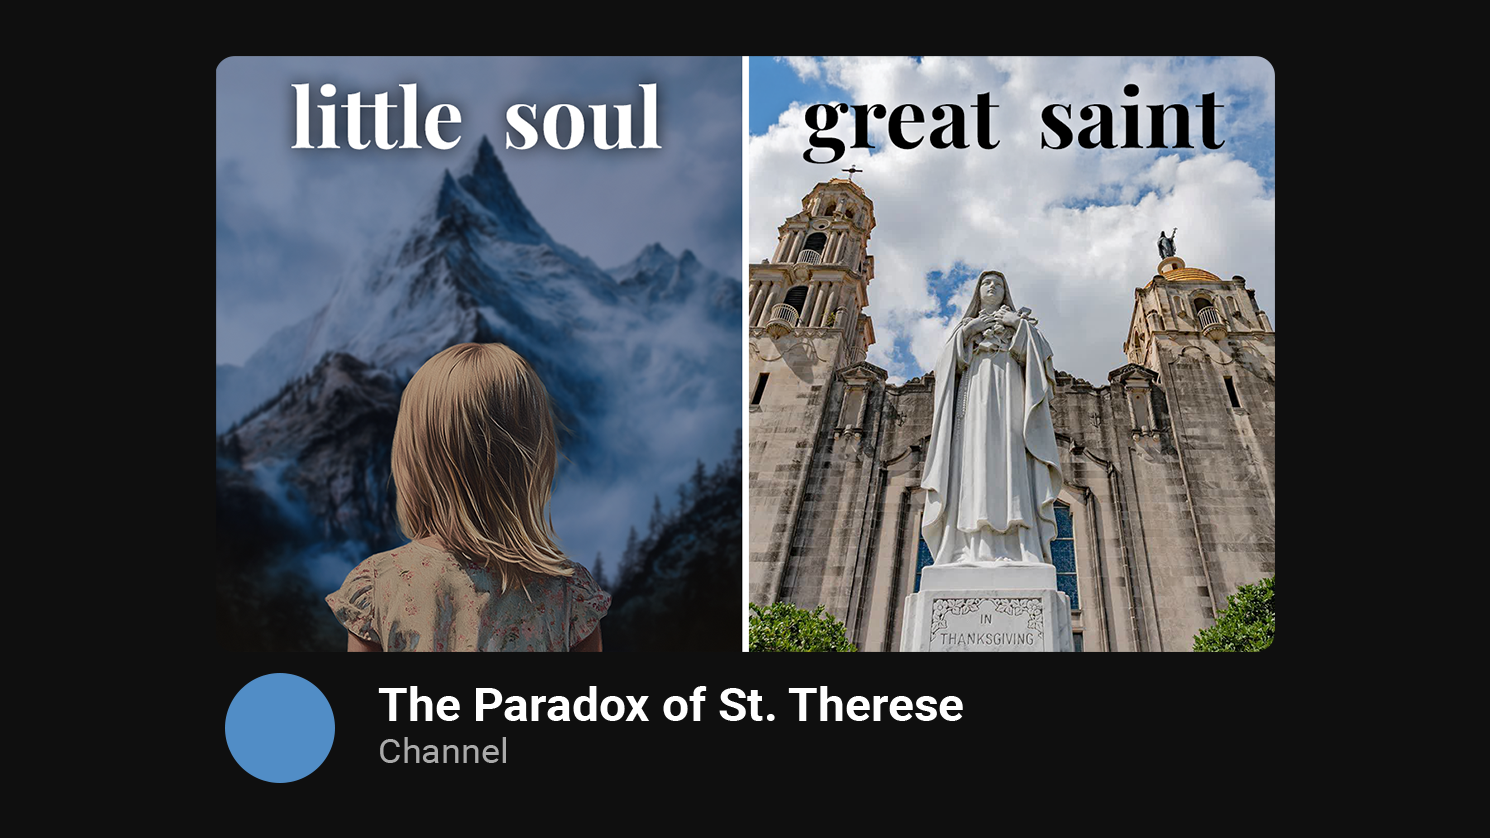 little soul
great saint
IN
THANKSGIVING
The Paradox of St. Therese
Channel